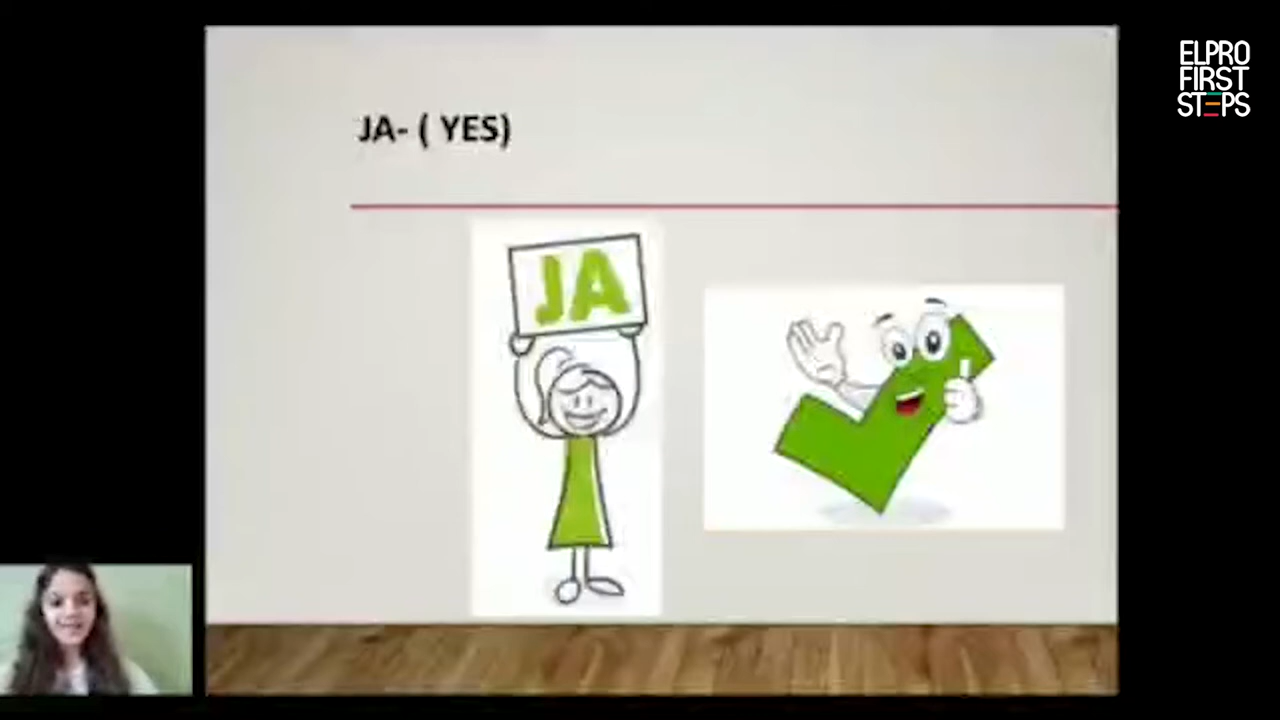 JA- ( YES)
JA
ELPRO
FIRST
STEPS